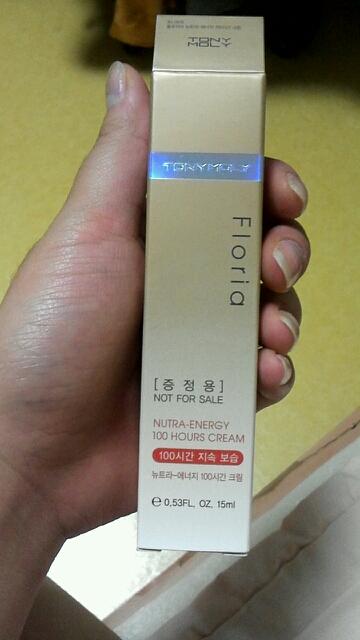 TONY
MOLY
TONYMOLY
Floria
[증정용]
NOT FOR SALE
NUTRA-ENERGY
100 HOURS CREAM
100시간 지속 보습
뉴트라-에너지 100시간 크림
e 0.53FL. OZ. 15ml